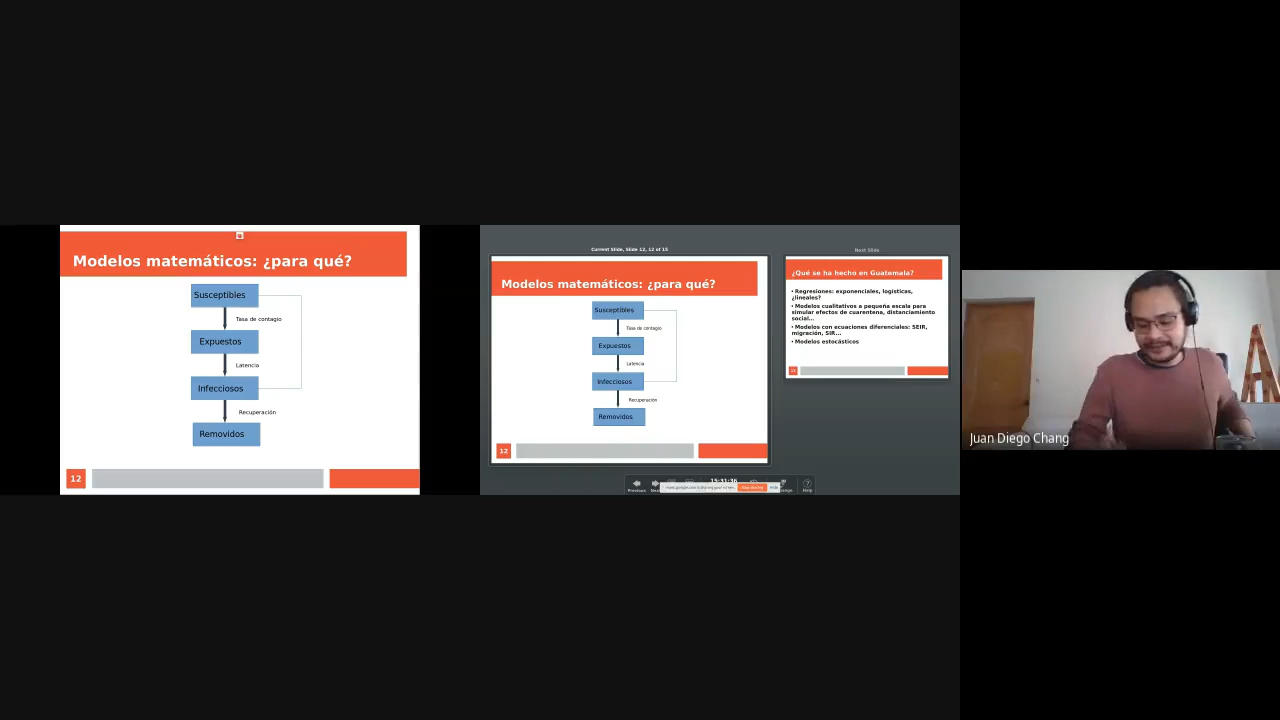 Modelos matemáticos: ¿para qué?
Susceptibles
Tasa de contagio
Expuestos
Latencia
Infecciosos
Recuperación
Removidos
12
Current Slide, Slide 12, 12 of 15
Modelos matemáticos: ¿para qué?
Susceptibles
Tasa de contagio
Expuestos
Latencia
Infecciosos
Recuperación
Removidos
12
Previous
Next Slide
¿Qué se ha hecho en Guatemala?
• Regresiones: exponenciales, logísticas,
¿lineales?
• Modelos cualitativos a pequeña escala para
simular efectos de cuarentena, distanciamiento
social...
• Modelos con ecuaciones diferenciales: SEIR,
migración, SIR...
• Modelos estocásticos
13
Help
Juan Diego Chang